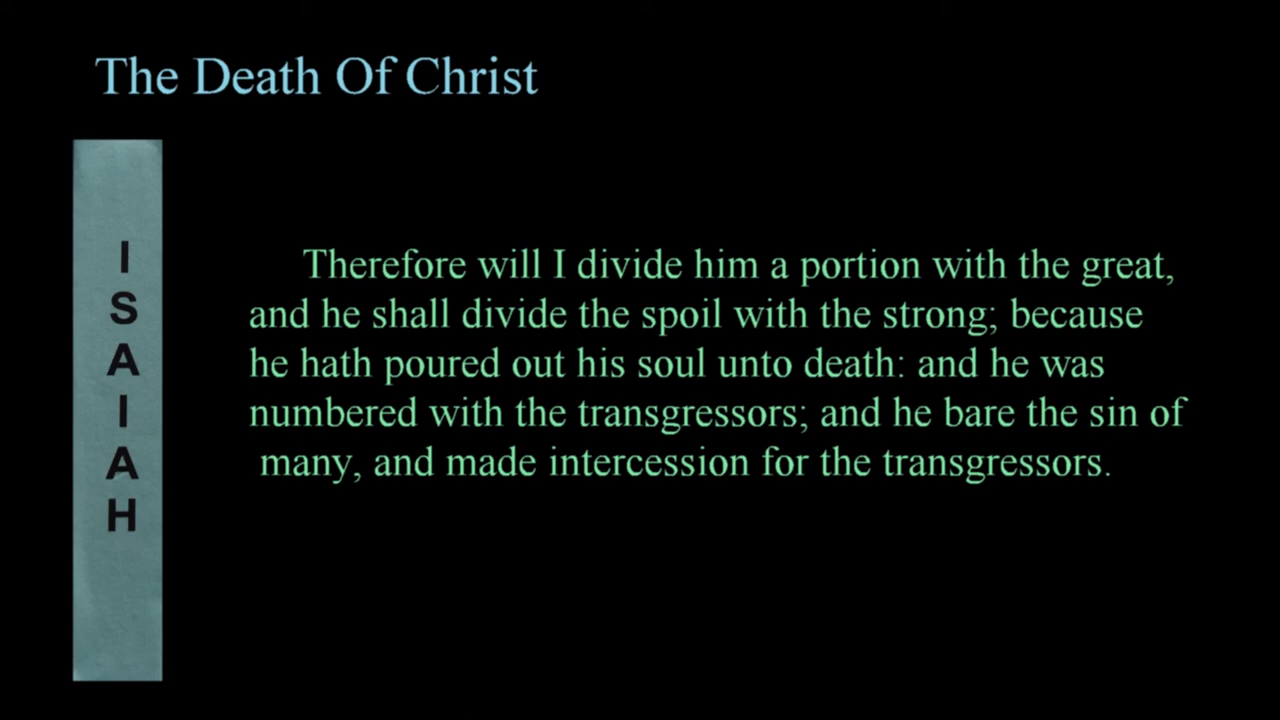 The Death Of Christ
ISAIAH
Therefore will I divide him a portion with the great,
and he shall divide the spoil with the strong; because
he hath poured out his soul unto death: and he was
numbered with the transgressors; and he bare the sin of
many, and made intercession for the transgressors.